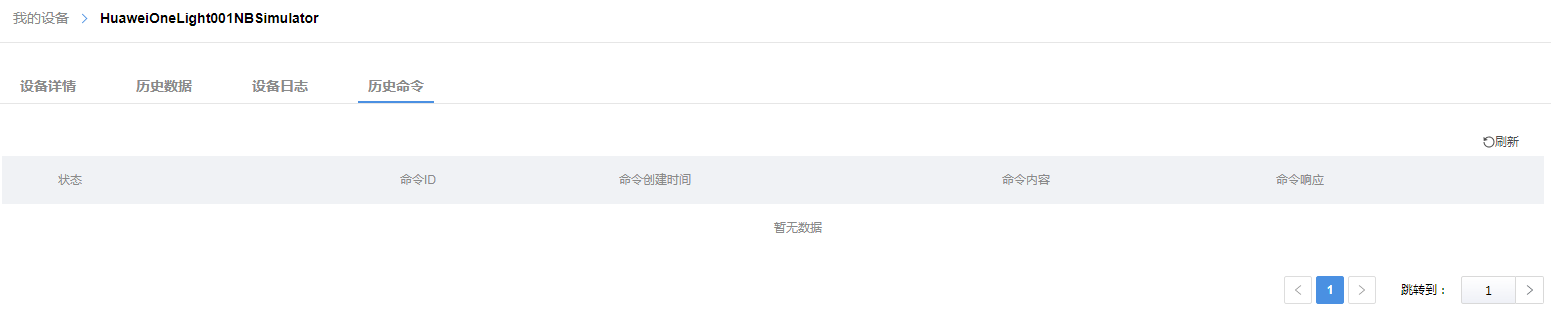 我的设备 > HuaweiOneLight001NBSimulator
设备详情 历史数据 设备日志 历史命令
刷新
状态 命令ID 命令创建时间 命令内容 命令响应
暂无数据
< 1 > 跳转到： 1 >